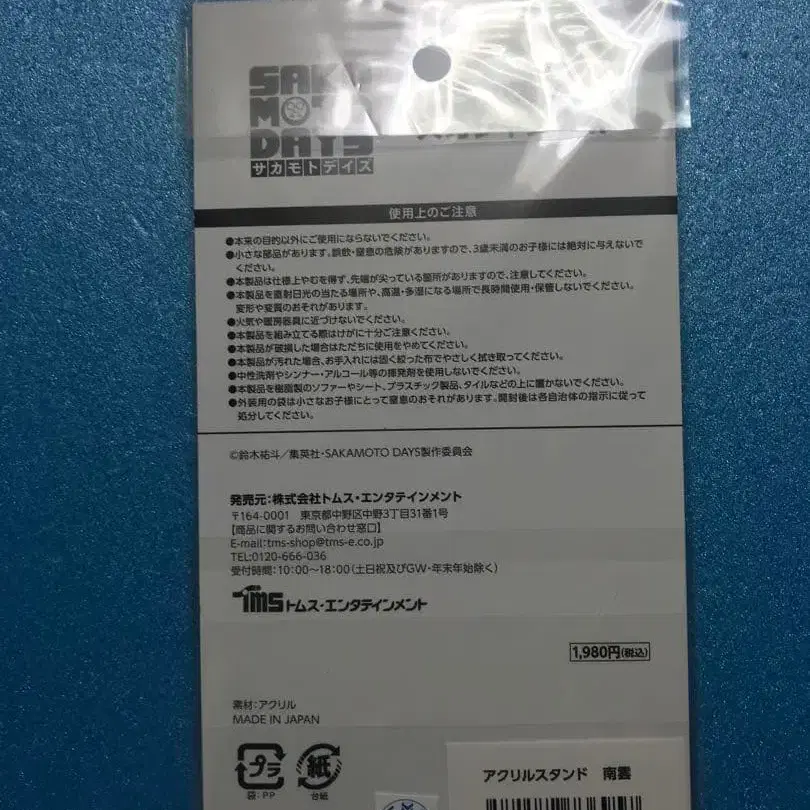 SAKA
MOTO
DAYS
サカモトデイズ
使用上のご注意
●本来の目的以外にご使用にならないでください。
●小さな部品があります。誤飲・窒息の危険がありますので、3歳未満のお子様には絶対に与えないで
ください。
●本製品は仕様上やむを得ず、先端が尖っている箇所がありますので、注意してください。
●本製品を直射日光の当たる場所や、高温・多湿になる場所で長時間使用・保管しないでください。
変形や変質のおそれがあります。
●火気や暖房器具に近づけないでください。
●本製品を組み立てる際はけがに十分ご注意ください。
●本製品が破損した場合はただちに使用をやめてください。
●本製品が汚れた場合、お手入れには固く絞った布でやさしく拭き取ってください。
●中性洗剤やシンナー・アルコール等の揮発剤を使用しないでください。
●本製品を樹脂製のソファーやシート、プラスチック製品、タイルなどの上に置かないでください。
●外装用の袋は小さなお子様にとって窒息のおそれがあります。開封後は各自治体の指示に従って
処分してください。
©鈴木祐斗／集英社・SAKAMOTO DAYS製作委員会
発売元：株式会社トムス・エンタテインメント
〒164-0001 東京都中野区中野3丁目31番1号
【商品に関するお問い合わせ窓口】
E-mail：tms-shop@tms-e.co.jp
TEL：0120-666-036
受付時間：10：00～18：00（土日祝及びGW・年末年始除く）
TMS トムス・エンタテインメント
1,980円(税込)
素材：アクリル
MADE IN JAPAN
プラ 紙
袋：PP 台紙
アクリルスタンド 南雲